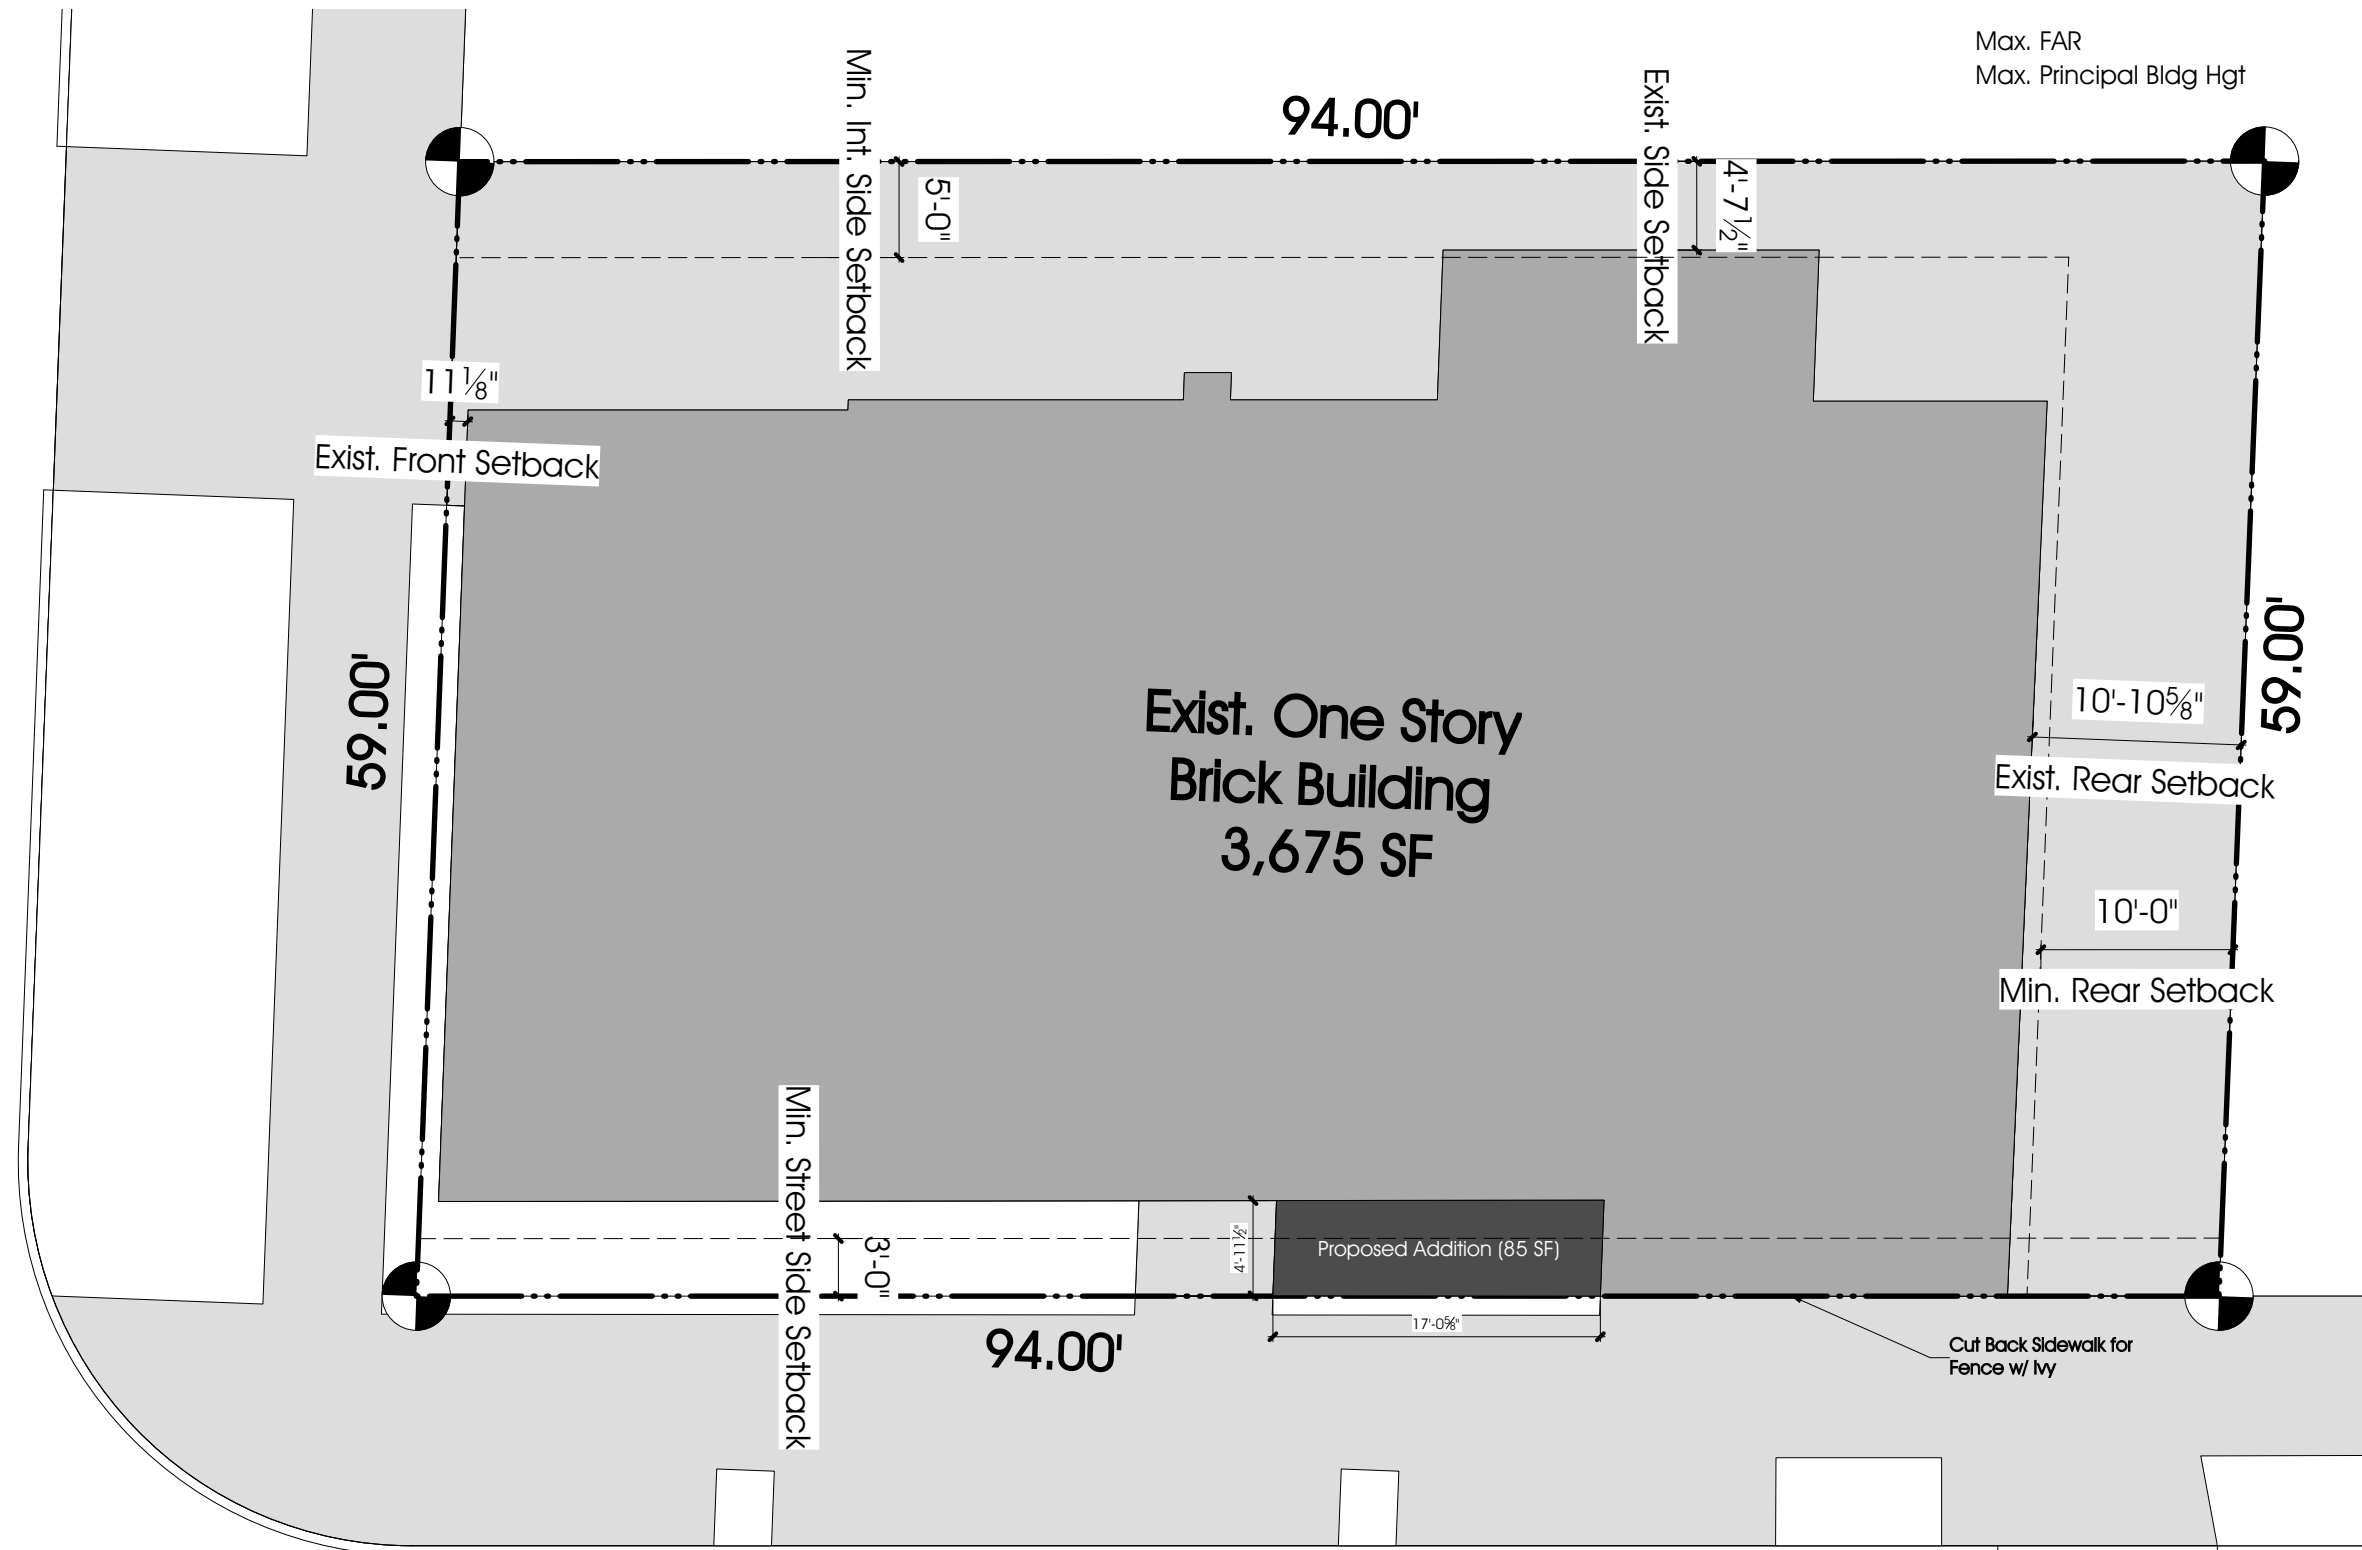 Max. FAR
Max. Principal Bldg Hgt
94.00'
Min. Int. Side Setback
5'-0"
Exist. Side Setback
4'-7½"
11⅛"
Exist. Front Setback
59.00'
59.00'
Exist. One Story
Brick Building
3,675 SF
10'-10⅝"
Exist. Rear Setback
10'-0"
Min. Rear Setback
Min. Street Side Setback
3'-0"
4'-11½"
Proposed Addition (85 SF)
17'-0⅝"
94.00'
Cut Back Sidewalk for
Fence w/ Ivy